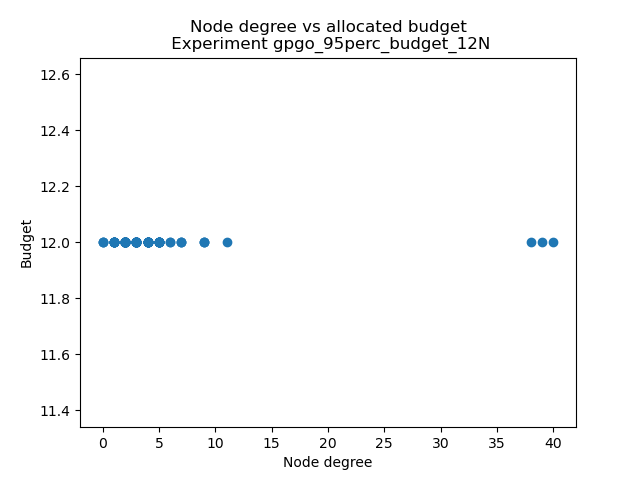 Node degree vs allocated budget
Experiment gpgo_95perc_budget_12N
12.6
12.4
12.2
12.0
11.8
11.6
11.4
Budget
0 5 10 15 20 25 30 35 40
Node degree